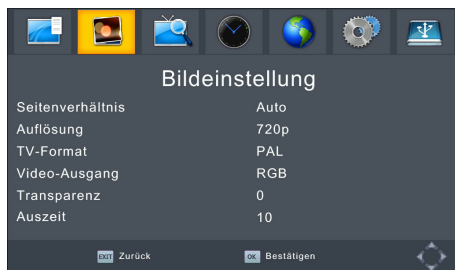 Bildeinstellung
Seitenverhältnis Auto
Auflösung 720p
TV-Format PAL
Video-Ausgang RGB
Transparenz 0
Auszeit 10
EXIT Zurück OK Bestätigen